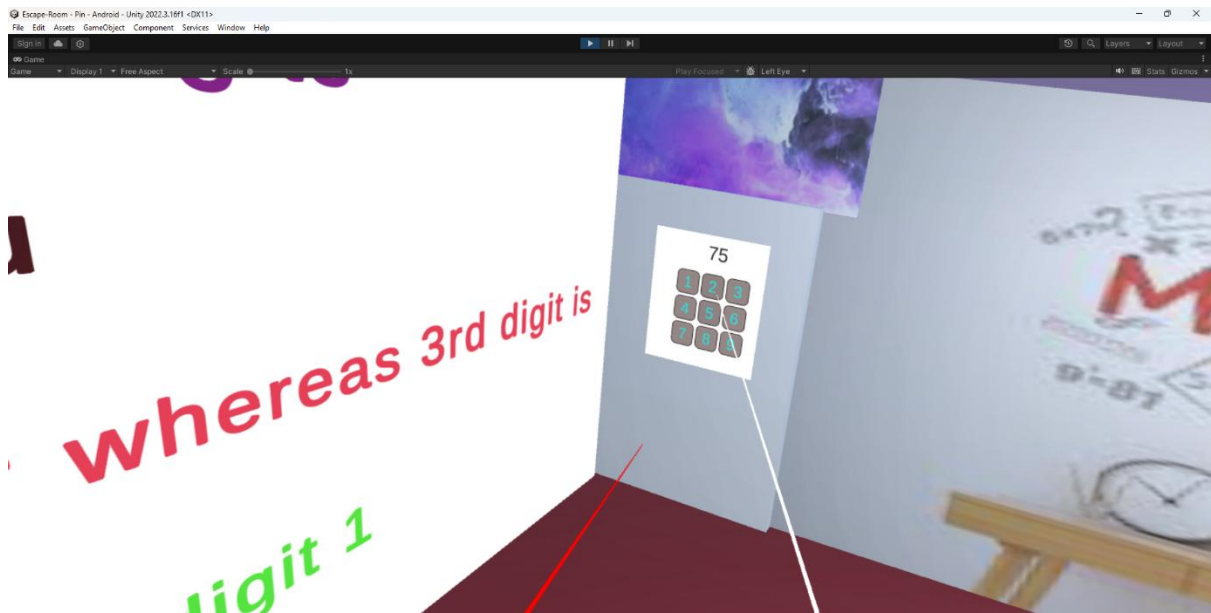 Escape-Room - Pin - Android - Unity 2022.3.16f1 <DX11>
File Edit Assets GameObject Component Services Window Help
Sign in Layers Layout
Game
Game Display 1 Free Aspect Scale 1x Play Focused Left Eye Stats Gizmos
75
1 2 3
4 5 6
7 8 9
whereas 3rd digit is
digit 1
M
9²=81